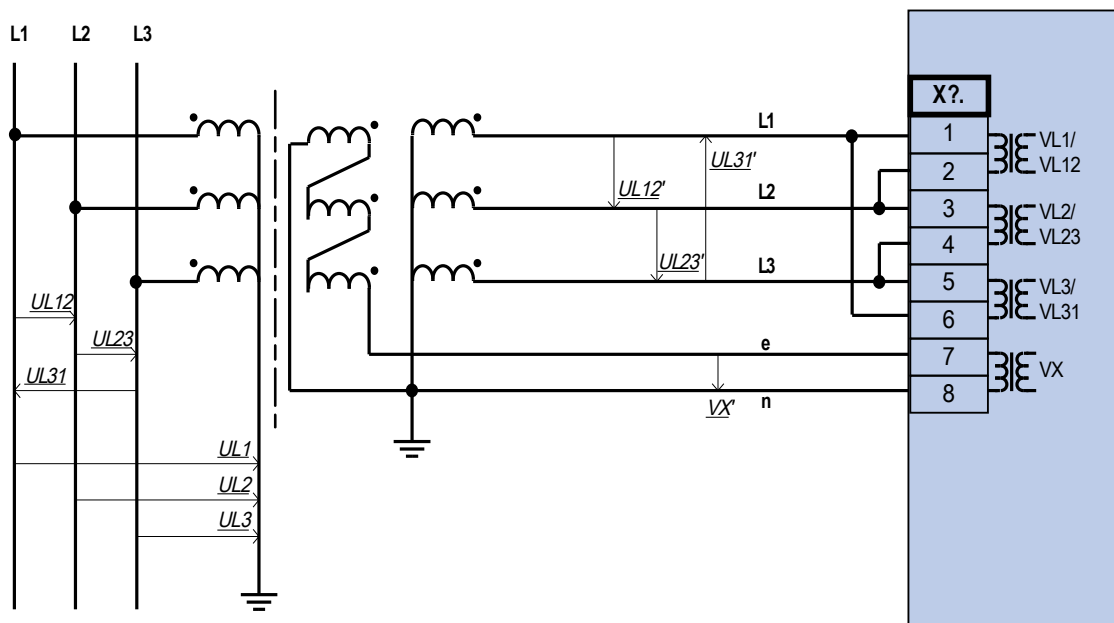 L1 L2 L3
X?.
L1
1
VL1/
VL12
UL31'
2
UL12'
L2
3
VL2/
VL23
4
UL23'
L3
5
VL3/
VL31
UL12
6
UL23
e
7
VX
UL31
8
n
VX'
UL1
UL2
UL3